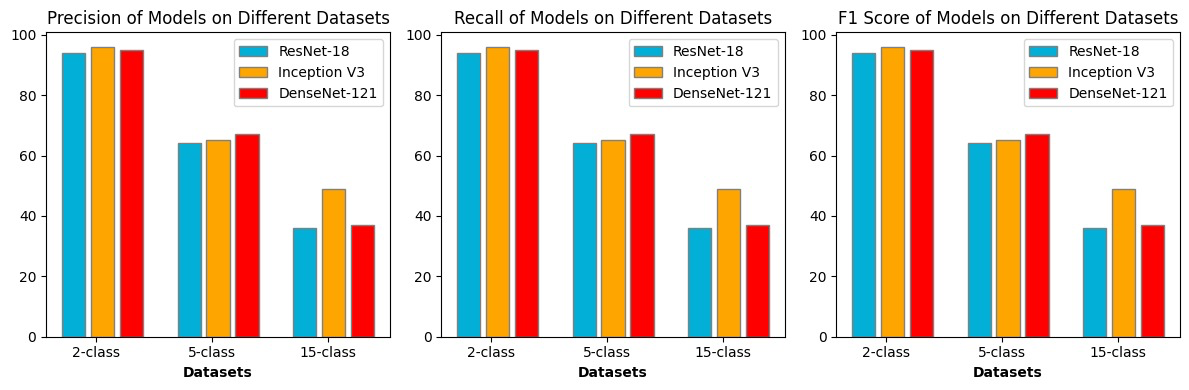 Precision of Models on Different Datasets
100
80
60
40
20
0
ResNet-18
Inception V3
DenseNet-121
2-class
5-class
15-class
Datasets
Recall of Models on Different Datasets
100
80
60
40
20
0
ResNet-18
Inception V3
DenseNet-121
2-class
5-class
15-class
Datasets
F1 Score of Models on Different Datasets
100
80
60
40
20
0
ResNet-18
Inception V3
DenseNet-121
2-class
5-class
15-class
Datasets